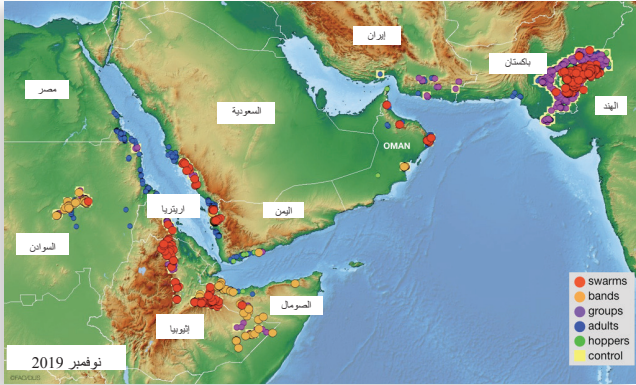 إيران
باكستان
مصر
السعودية
الهند
OMAN
اريتريا
اليمن
السوادن
الصومال
إثيوبيا
swarms
bands
groups
adults
hoppers
control
نوفمبر 2019
©FAO/DLIS